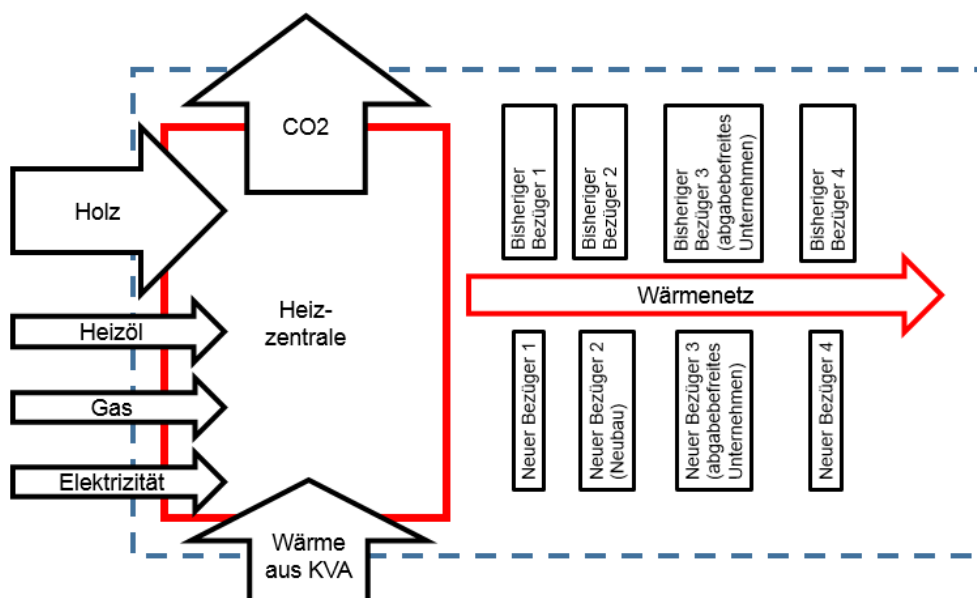 CO2
Holz
Heizöl
Gas
Elektrizität
Heiz-
zentrale
Wärme
aus KVA
Bisheriger
Bezüger 1
Bisheriger
Bezüger 2
Bisheriger
Bezüger 3
(abgabebefreites
Unternehmen)
Bisheriger
Bezüger 4
Wärmenetz
Neuer Bezüger 1
Neuer Bezüger 2
(Neubau)
Neuer Bezüger 3
(abgabebefreites
Unternehmen)
Neuer Bezüger 4